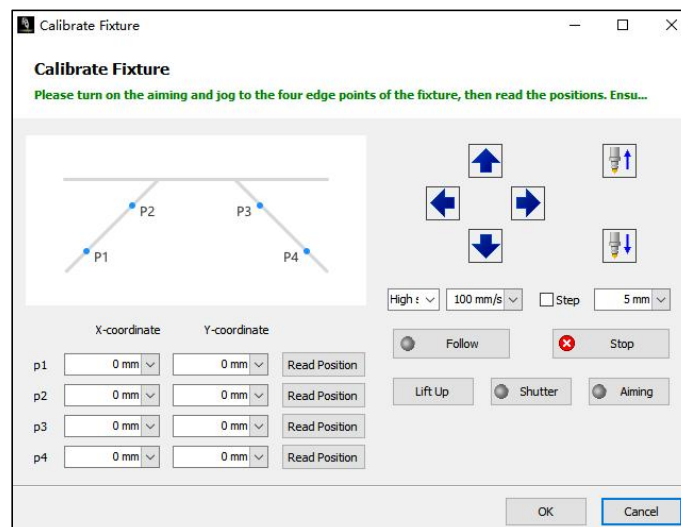 Calibrate Fixture
Calibrate Fixture
Please turn on the aiming and jog to the four edge points of the fixture, then read the positions. Ensu...
P2 P3
P1 P4
High s 100 mm/s Step 5 mm
X-coordinate Y-coordinate
Follow Stop
p1 0 mm 0 mm Read Position
p2 0 mm 0 mm Read Position
Lift Up Shutter Aiming
p3 0 mm 0 mm Read Position
p4 0 mm 0 mm Read Position
OK Cancel